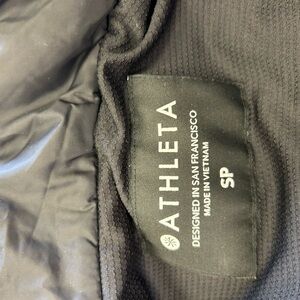 ATHLETA
DESIGNED IN SAN FRANCISCO
MADE IN VIETNAM
SP